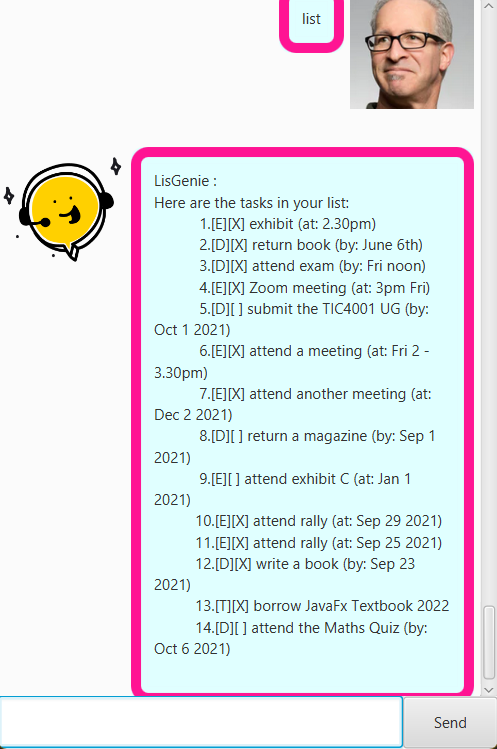 list
LisGenie :
Here are the tasks in your list:
1.[E][X] exhibit (at: 2.30pm)
2.[D][X] return book (by: June 6th)
3.[D][X] attend exam (by: Fri noon)
4.[E][X] Zoom meeting (at: 3pm Fri)
5.[D][ ] submit the TIC4001 UG (by:
Oct 1 2021)
6.[E][X] attend a meeting (at: Fri 2 -
3.30pm)
7.[E][X] attend another meeting (at:
Dec 2 2021)
8.[D][ ] return a magazine (by: Sep 1
2021)
9.[E][ ] attend exhibit C (at: Jan 1
2021)
10.[E][X] attend rally (at: Sep 29 2021)
11.[E][X] attend rally (at: Sep 25 2021)
12.[D][X] write a book (by: Sep 23
2021)
13.[T][X] borrow JavaFx Textbook 2022
14.[D][ ] attend the Maths Quiz (by:
Oct 6 2021)
Send